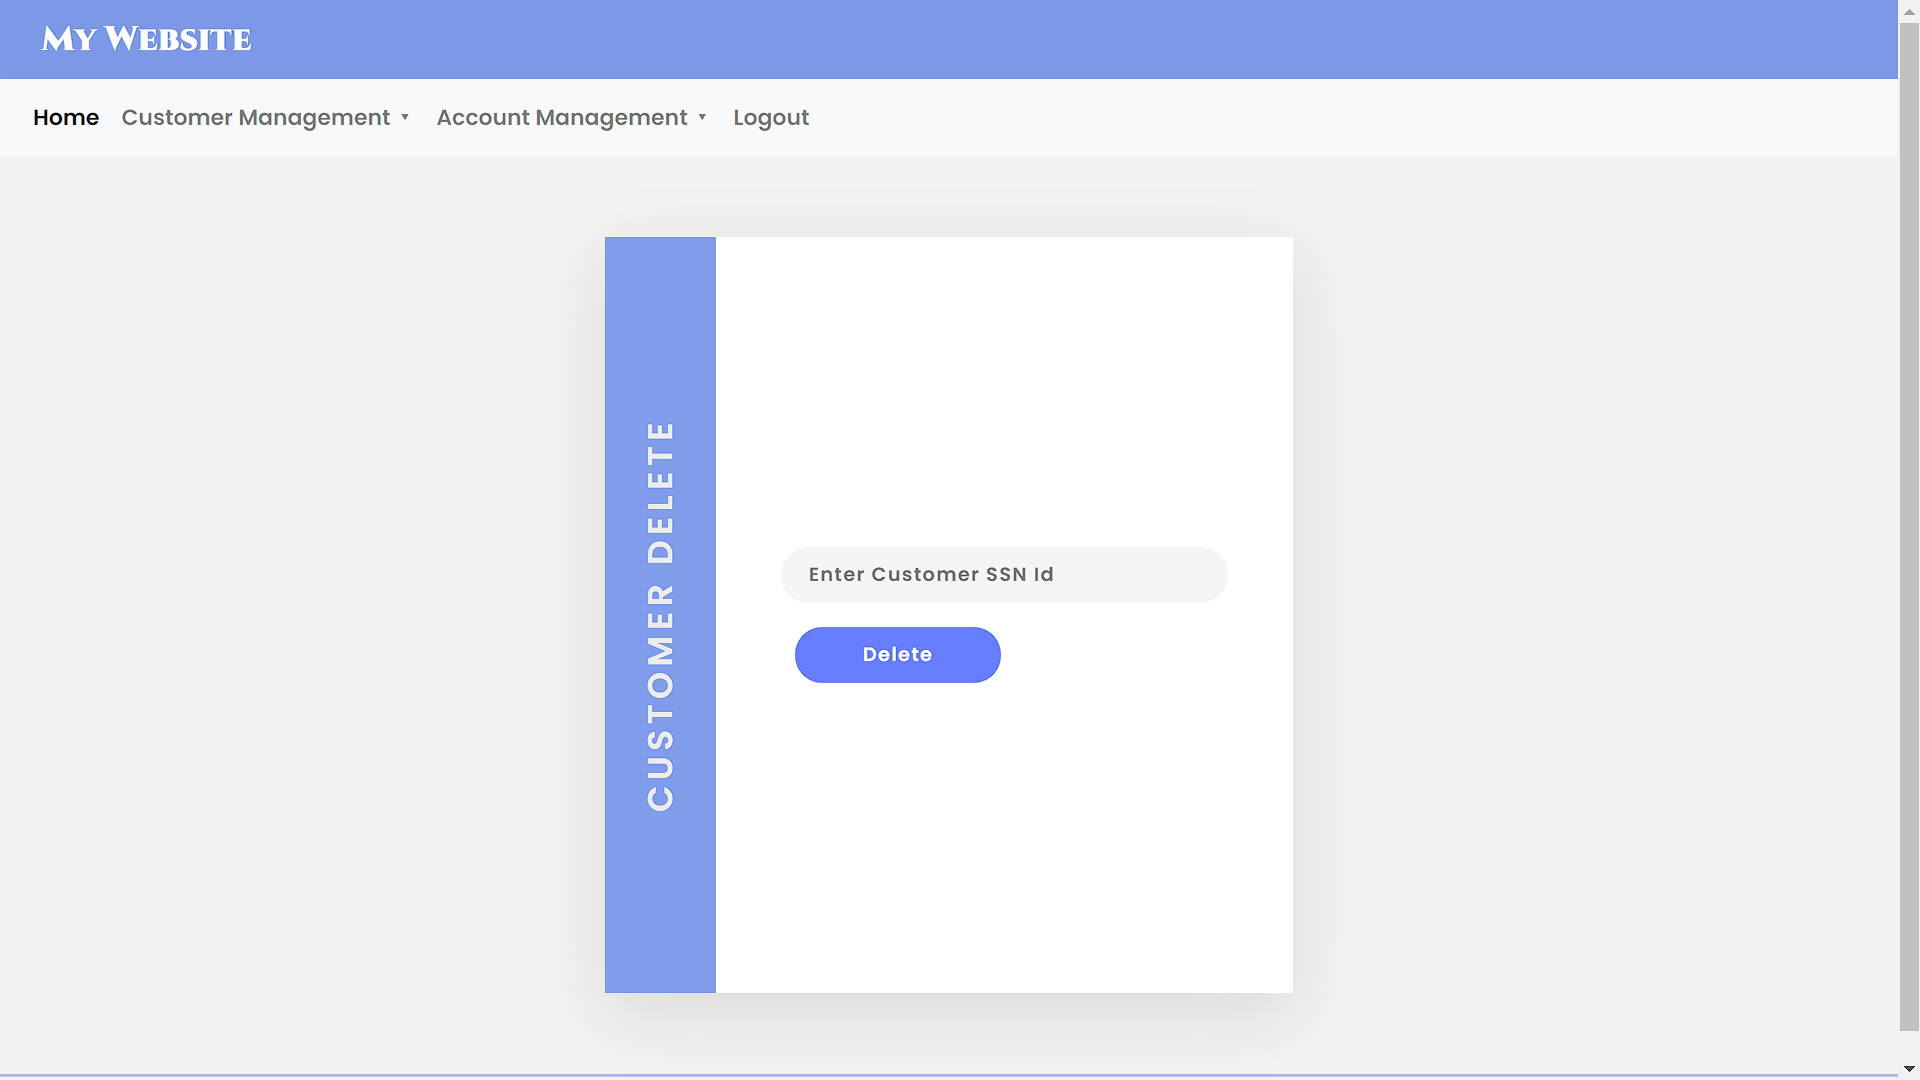 My Website
Home Customer Management ▼ Account Management ▼ Logout
CUSTOMER DELETE
Enter Customer SSN Id
Delete